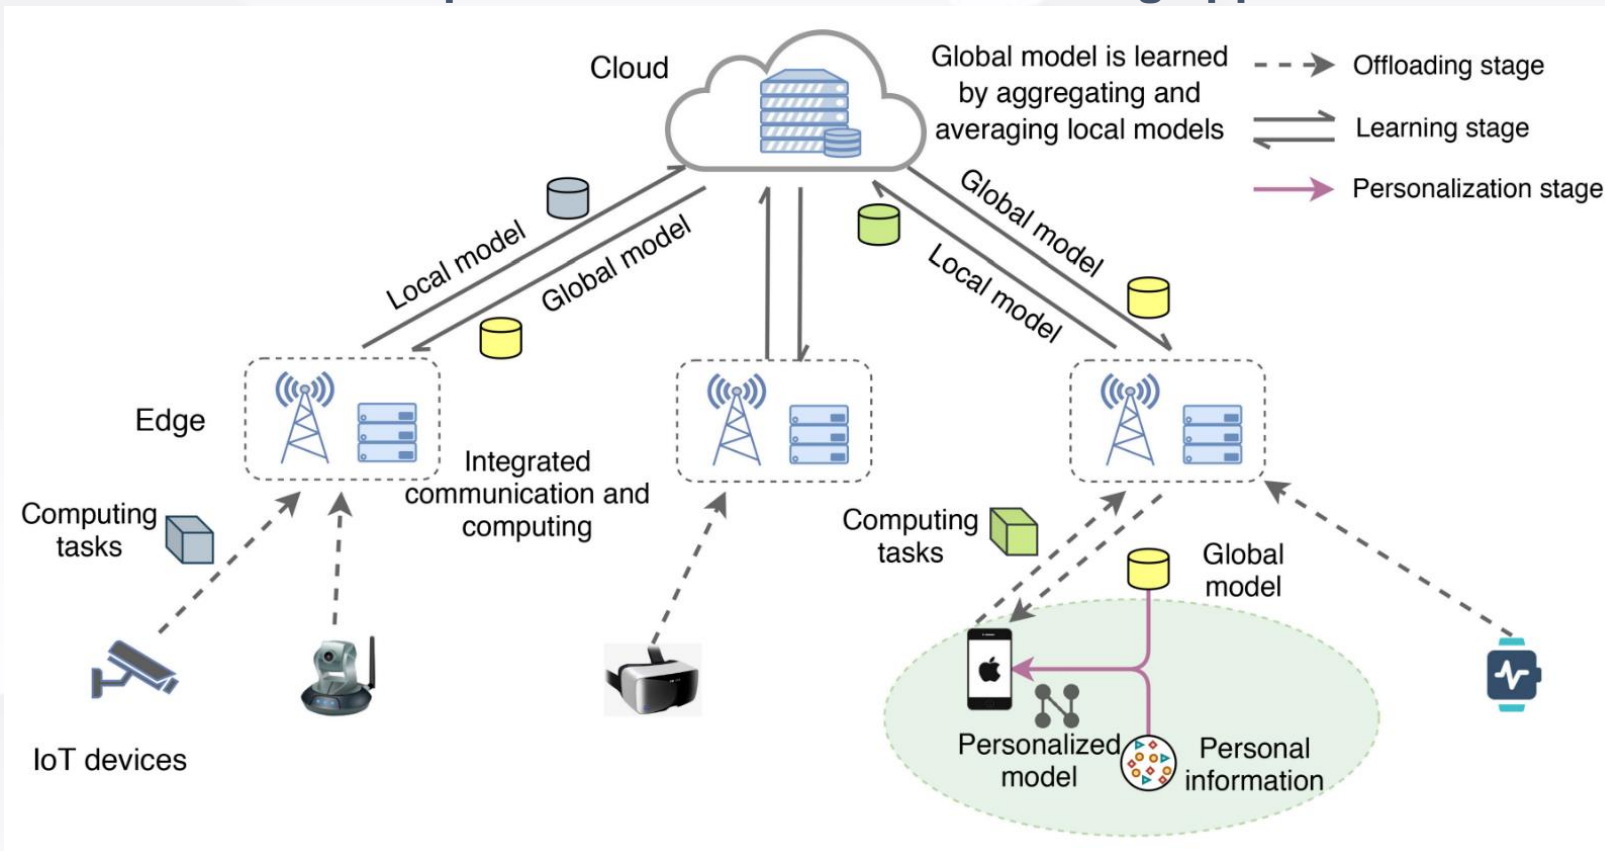 Cloud
Global model is learned
by aggregating and
averaging local models
Offloading stage
Learning stage
Personalization stage
Local model
Global model
Global model
Local model
Edge
Integrated
communication and
computing
Computing
tasks
Computing
tasks
Global
model
IoT devices
Personalized
model
Personal
information